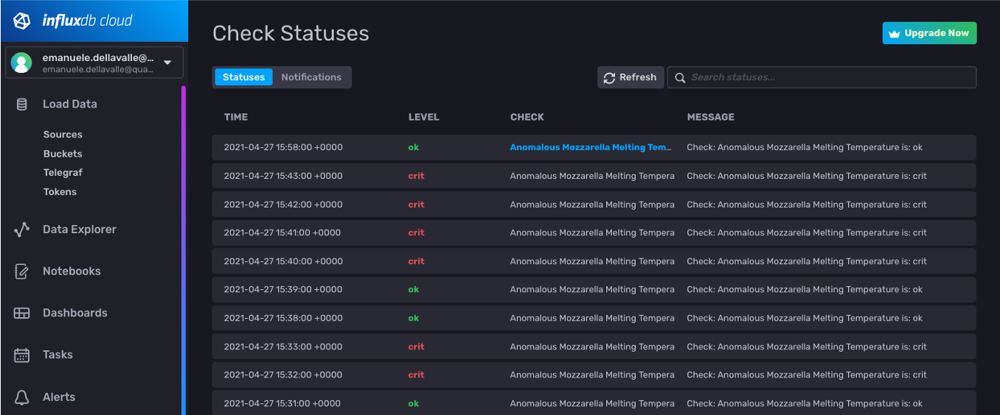 influxdb cloud
emanuele.dellavalle@...
emanuele.dellavalle@qua...
Load Data
Sources
Buckets
Telegraf
Tokens
Data Explorer
Notebooks
Dashboards
Tasks
Alerts
Check Statuses
Upgrade Now
Statuses Notifications
Refresh
Search statuses...
TIME LEVEL CHECK MESSAGE
2021-04-27 15:58:00 +0000 ok Anomalous Mozzarella Melting Tem... Check: Anomalous Mozzarella Melting Temperature is: ok
2021-04-27 15:43:00 +0000 crit Anomalous Mozzarella Melting Tempera Check: Anomalous Mozzarella Melting Temperature is: crit
2021-04-27 15:42:00 +0000 crit Anomalous Mozzarella Melting Tempera Check: Anomalous Mozzarella Melting Temperature is: crit
2021-04-27 15:41:00 +0000 crit Anomalous Mozzarella Melting Tempera Check: Anomalous Mozzarella Melting Temperature is: crit
2021-04-27 15:40:00 +0000 crit Anomalous Mozzarella Melting Tempera Check: Anomalous Mozzarella Melting Temperature is: crit
2021-04-27 15:39:00 +0000 ok Anomalous Mozzarella Melting Tempera Check: Anomalous Mozzarella Melting Temperature is: ok
2021-04-27 15:38:00 +0000 ok Anomalous Mozzarella Melting Tempera Check: Anomalous Mozzarella Melting Temperature is: ok
2021-04-27 15:33:00 +0000 crit Anomalous Mozzarella Melting Tempera Check: Anomalous Mozzarella Melting Temperature is: crit
2021-04-27 15:32:00 +0000 crit Anomalous Mozzarella Melting Tempera Check: Anomalous Mozzarella Melting Temperature is: crit
2021-04-27 15:31:00 +0000 ok Anomalous Mozzarella Melting Tempera Check: Anomalous Mozzarella Melting Temperature is: ok